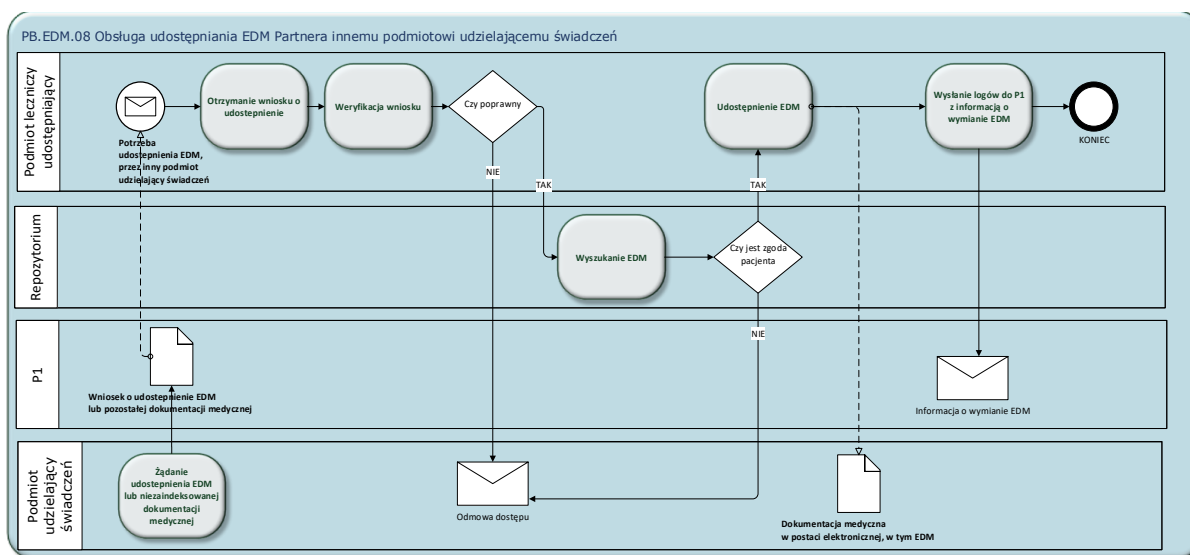 PB.EDM.08 Obsługa udostępniania EDM Partnera innemu podmiotowi udzielającemu świadczeń
Podmiot leczniczy
udostępniający
Potrzeba
udostepnienia EDM,
przez inny podmiot
udzielający świadczeń
Otrzymanie wniosku o
udostepnienie
Weryfikacja wniosku
Czy poprawny
NIE
TAK
Udostępnienie EDM
TAK
Wysłanie logów do P1
z informacją o
wymianie EDM
KONIEC
Repozytorium
Wyszukanie EDM
Czy jest zgoda
pacjenta
NIE
P1
Wniosek o udostepnienie EDM
lub pozostałej dokumentacji medycznej
Informacja o wymianie EDM
Podmiot
udzielający
świadczeń
Żądanie
udostępnienia EDM
lub niezaindeksowanej
dokumentacji
medycznej
Odmowa dostępu
Dokumentacja medyczna
w postaci elektronicznej, w tym EDM